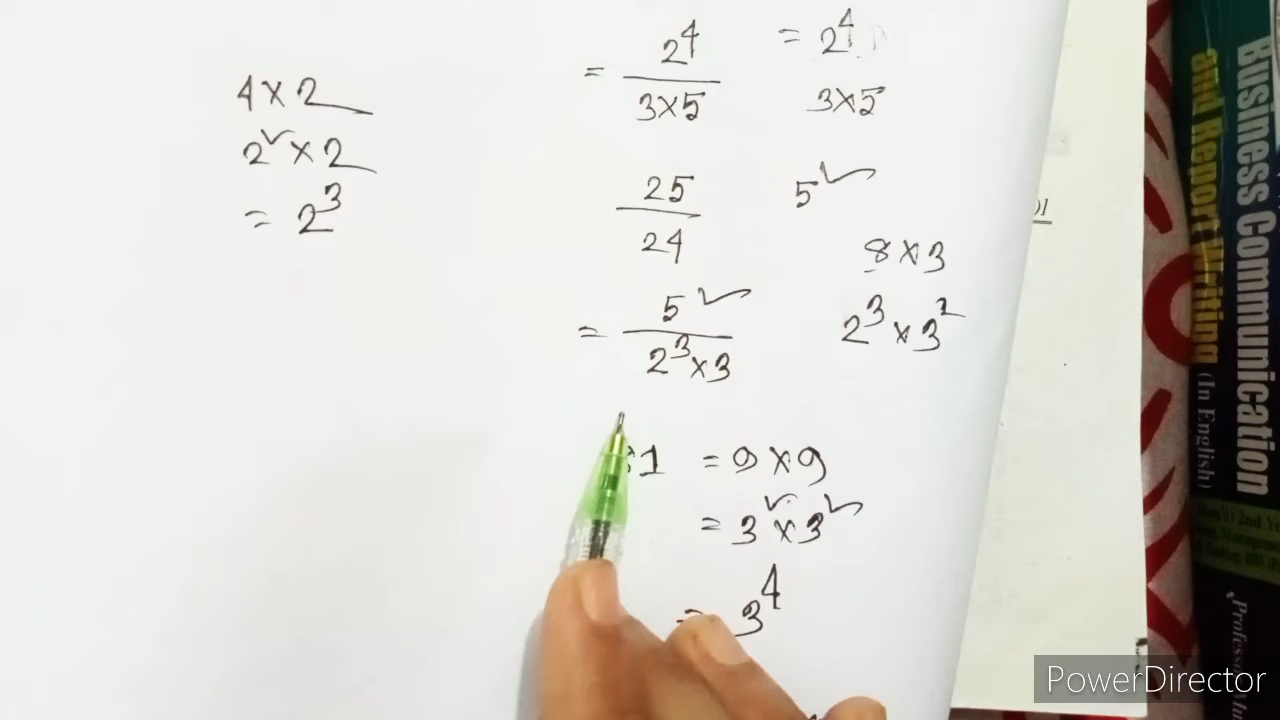 4 × 2
2² × 2
= 2³
= 2⁴ / 3×5
= 2⁴
3×5
25 / 24
5²
8 × 3
= 5² / 2³×3
2³ × 3²
1 = 9 × 9
= 3² × 3²
= 3⁴
)]
Business Communication
and Report Writing (In English)
PowerDirector